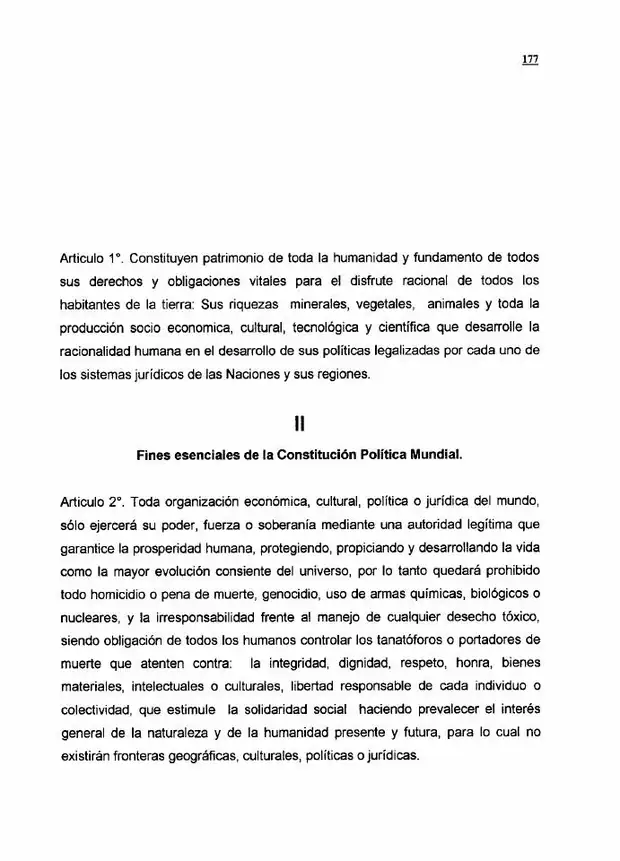 177
Articulo 1°. Constituyen patrimonio de toda la humanidad y fundamento de todos
sus derechos y obligaciones vitales para el disfrute racional de todos los
habitantes de la tierra: Sus riquezas minerales, vegetales, animales y toda la
producción socio economica, cultural, tecnológica y científica que desarrolle la
racionalidad humana en el desarrollo de sus políticas legalizadas por cada uno de
los sistemas jurídicos de las Naciones y sus regiones.
II
Fines esenciales de la Constitución Política Mundial.
Articulo 2°. Toda organización económica, cultural, política o jurídica del mundo,
sólo ejercerá su poder, fuerza o soberanía mediante una autoridad legítima que
garantice la prosperidad humana, protegiendo, propiciando y desarrollando la vida
como la mayor evolución consiente del universo, por lo tanto quedará prohibido
todo homicidio o pena de muerte, genocidio, uso de armas químicas, biológicos o
nucleares, y la irresponsabilidad frente al manejo de cualquier desecho tóxico,
siendo obligación de todos los humanos controlar los tanatóforos o portadores de
muerte que atenten contra: la integridad, dignidad, respeto, honra, bienes
materiales, intelectuales o culturales, libertad responsable de cada individuo o
colectividad, que estimule la solidaridad social haciendo prevalecer el interés
general de la naturaleza y de la humanidad presente y futura, para lo cual no
existirán fronteras geográficas, culturales, políticas o jurídicas.